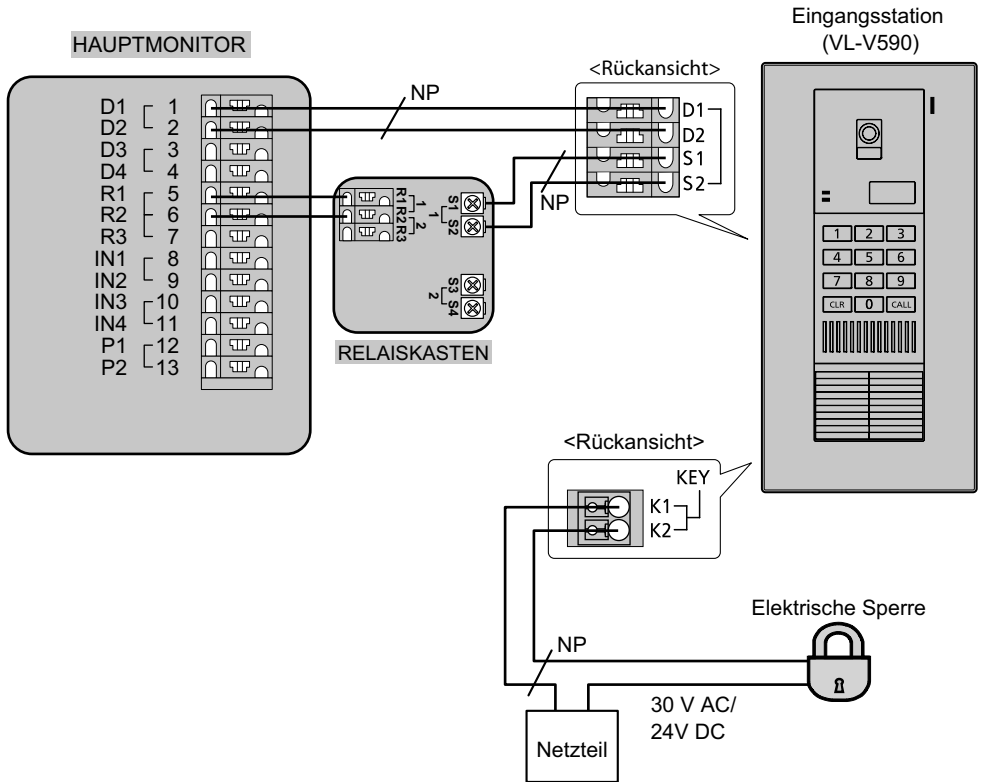 Eingangsstation
(VL-V590)
HAUPTMONITOR
<Rückansicht>
NP
D1 1
D2 2
D3 3
D4 4
R1 5
R2 6
R3 7
IN1 8
IN2 9
IN3 10
IN4 11
P1 12
P2 13
D1
D2
S1
S2
NP
R1 R2 R3
1 2
1
S1
S2
2
S3
S4
RELAISKASTEN
1 2 3
4 5 6
7 8 9
CLR 0 CALL
<Rückansicht>
KEY
K1
K2
Elektrische Sperre
NP
30 V AC/
24V DC
Netzteil